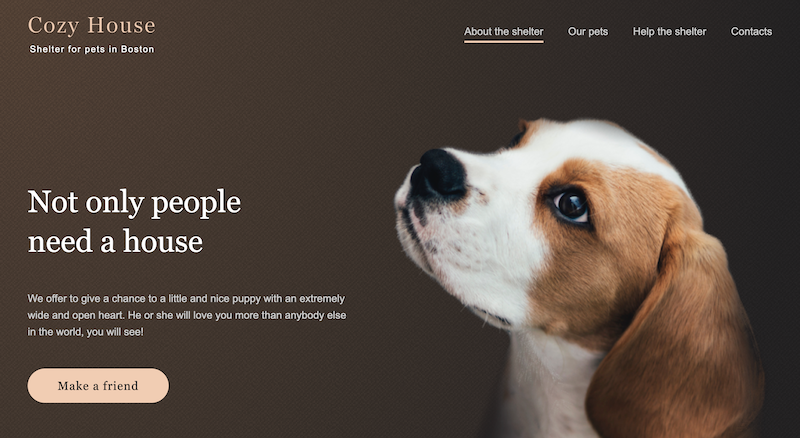 Cozy House
Shelter for pets in Boston
About the shelter
Our pets
Help the shelter
Contacts
Not only people
need a house
We offer to give a chance to a little and nice puppy with an extremely
wide and open heart. He or she will love you more than anybody else
in the world, you will see!
Make a friend